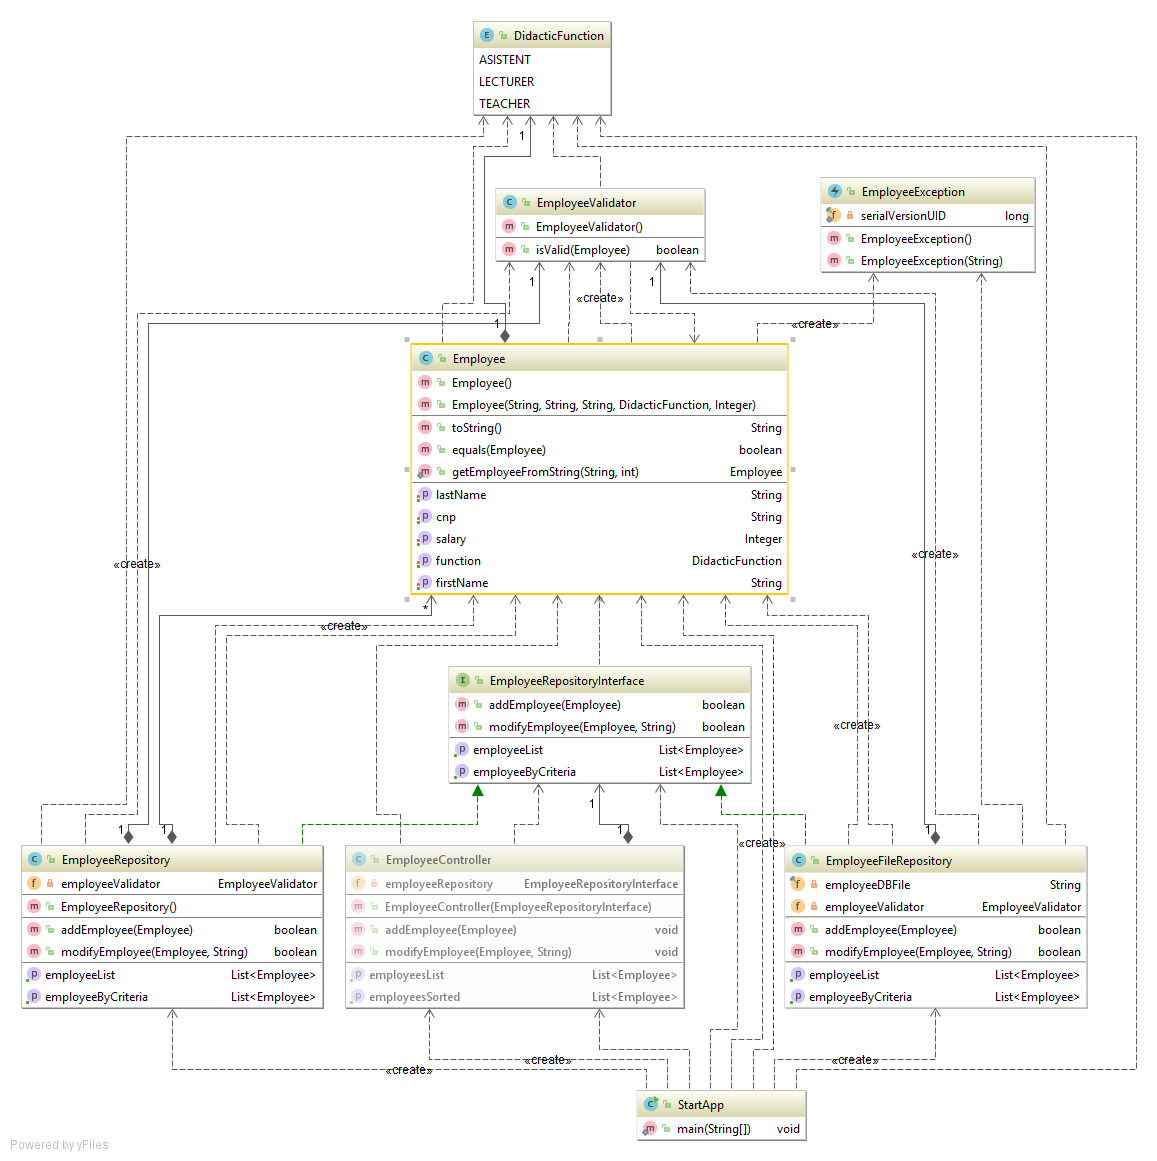 E DidacticFunction
ASISTENT
LECTURER
TEACHER
1
C EmployeeValidator
m EmployeeValidator()
m isValid(Employee) boolean
EmployeeException
f serialVersionUID long
m EmployeeException()
m EmployeeException(String)
1
1
«create»
1
«create»
C Employee
m Employee()
m Employee(String, String, String, DidacticFunction, Integer)
m toString() String
m equals(Employee) boolean
m getEmployeeFromString(String, int) Employee
p lastName String
p cnp String
p salary Integer
p function DidacticFunction
p firstName String
«create»
«create»
*
«create»
I EmployeeRepositoryInterface
m addEmployee(Employee) boolean
m modifyEmployee(Employee, String) boolean
p employeeList List<Employee>
p employeeByCriteria List<Employee>
«create»
1
1
1
1
«create»
C EmployeeRepository
f employeeValidator EmployeeValidator
m EmployeeRepository()
m addEmployee(Employee) boolean
m modifyEmployee(Employee, String) boolean
p employeeList List<Employee>
p employeeByCriteria List<Employee>
C EmployeeController
f employeeRepository EmployeeRepositoryInterface
m EmployeeController(EmployeeRepositoryInterface)
m addEmployee(Employee) void
m modifyEmployee(Employee, String) void
p employeesList List<Employee>
p employeesSorted List<Employee>
C EmployeeFileRepository
f employeeDBFile String
f employeeValidator EmployeeValidator
m addEmployee(Employee) boolean
m modifyEmployee(Employee, String) boolean
p employeeList List<Employee>
p employeeByCriteria List<Employee>
1
«create»
«create»
«create»
C StartApp
m main(String[]) void
Powered by yFiles